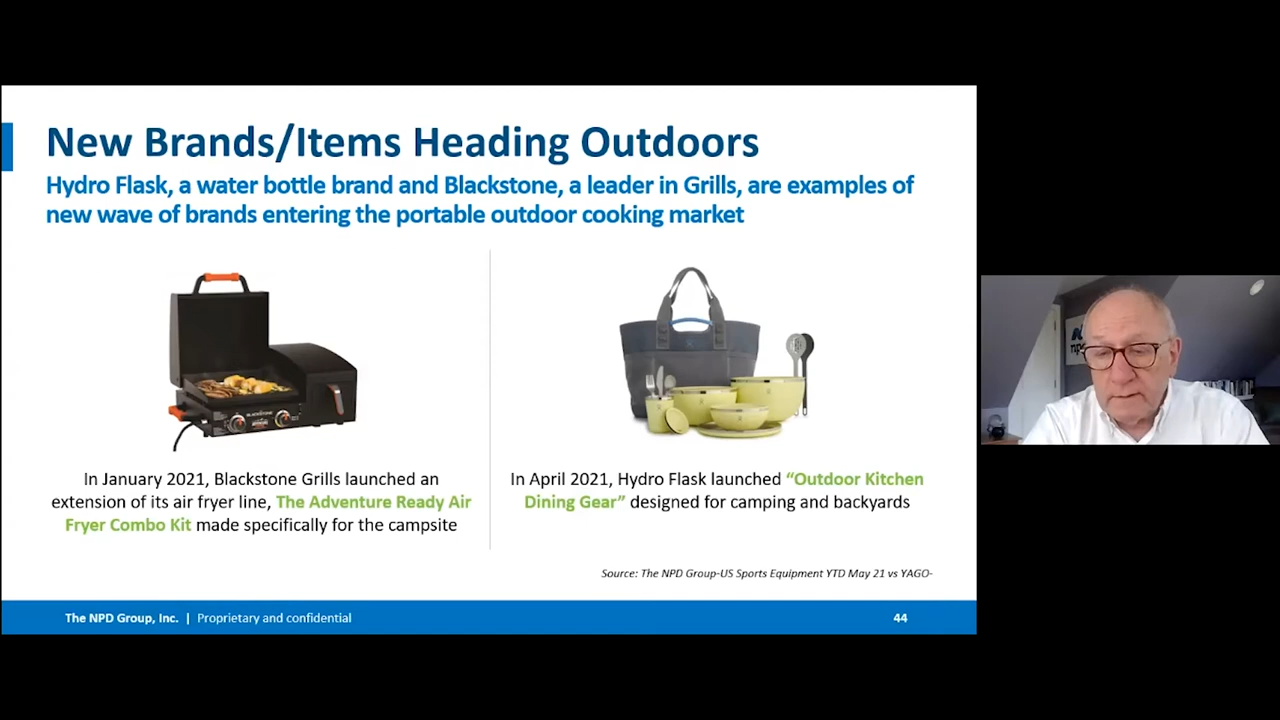 New Brands/Items Heading Outdoors
Hydro Flask, a water bottle brand and Blackstone, a leader in Grills, are examples of
new wave of brands entering the portable outdoor cooking market
BLACKSTONE
In January 2021, Blackstone Grills launched an
extension of its air fryer line, The Adventure Ready Air
Fryer Combo Kit made specifically for the campsite
In April 2021, Hydro Flask launched “Outdoor Kitchen
Dining Gear” designed for camping and backyards
Source: The NPD Group-US Sports Equipment YTD May 21 vs YAGO-
The NPD Group, Inc. | Proprietary and confidential
44